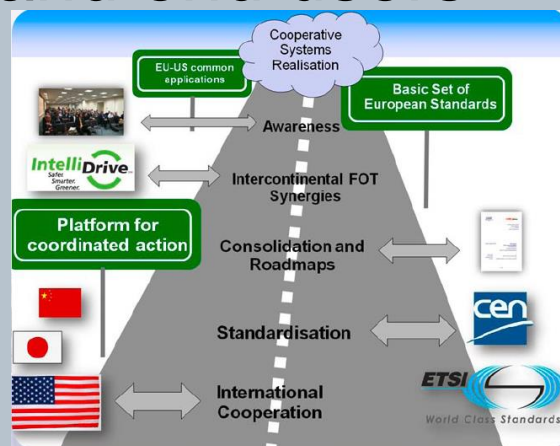 Cooperative
Systems
Realisation
EU-US common
applications
Basic Set of
European Standards
Awareness
IntelliDrive
Safer.
Smarter.
Greener.
Intercontinental FOT
Synergies
Platform for
coordinated action
Consolidation and
Roadmaps
Standardisation
cen
International
Cooperation
ETSI
World Class Standards